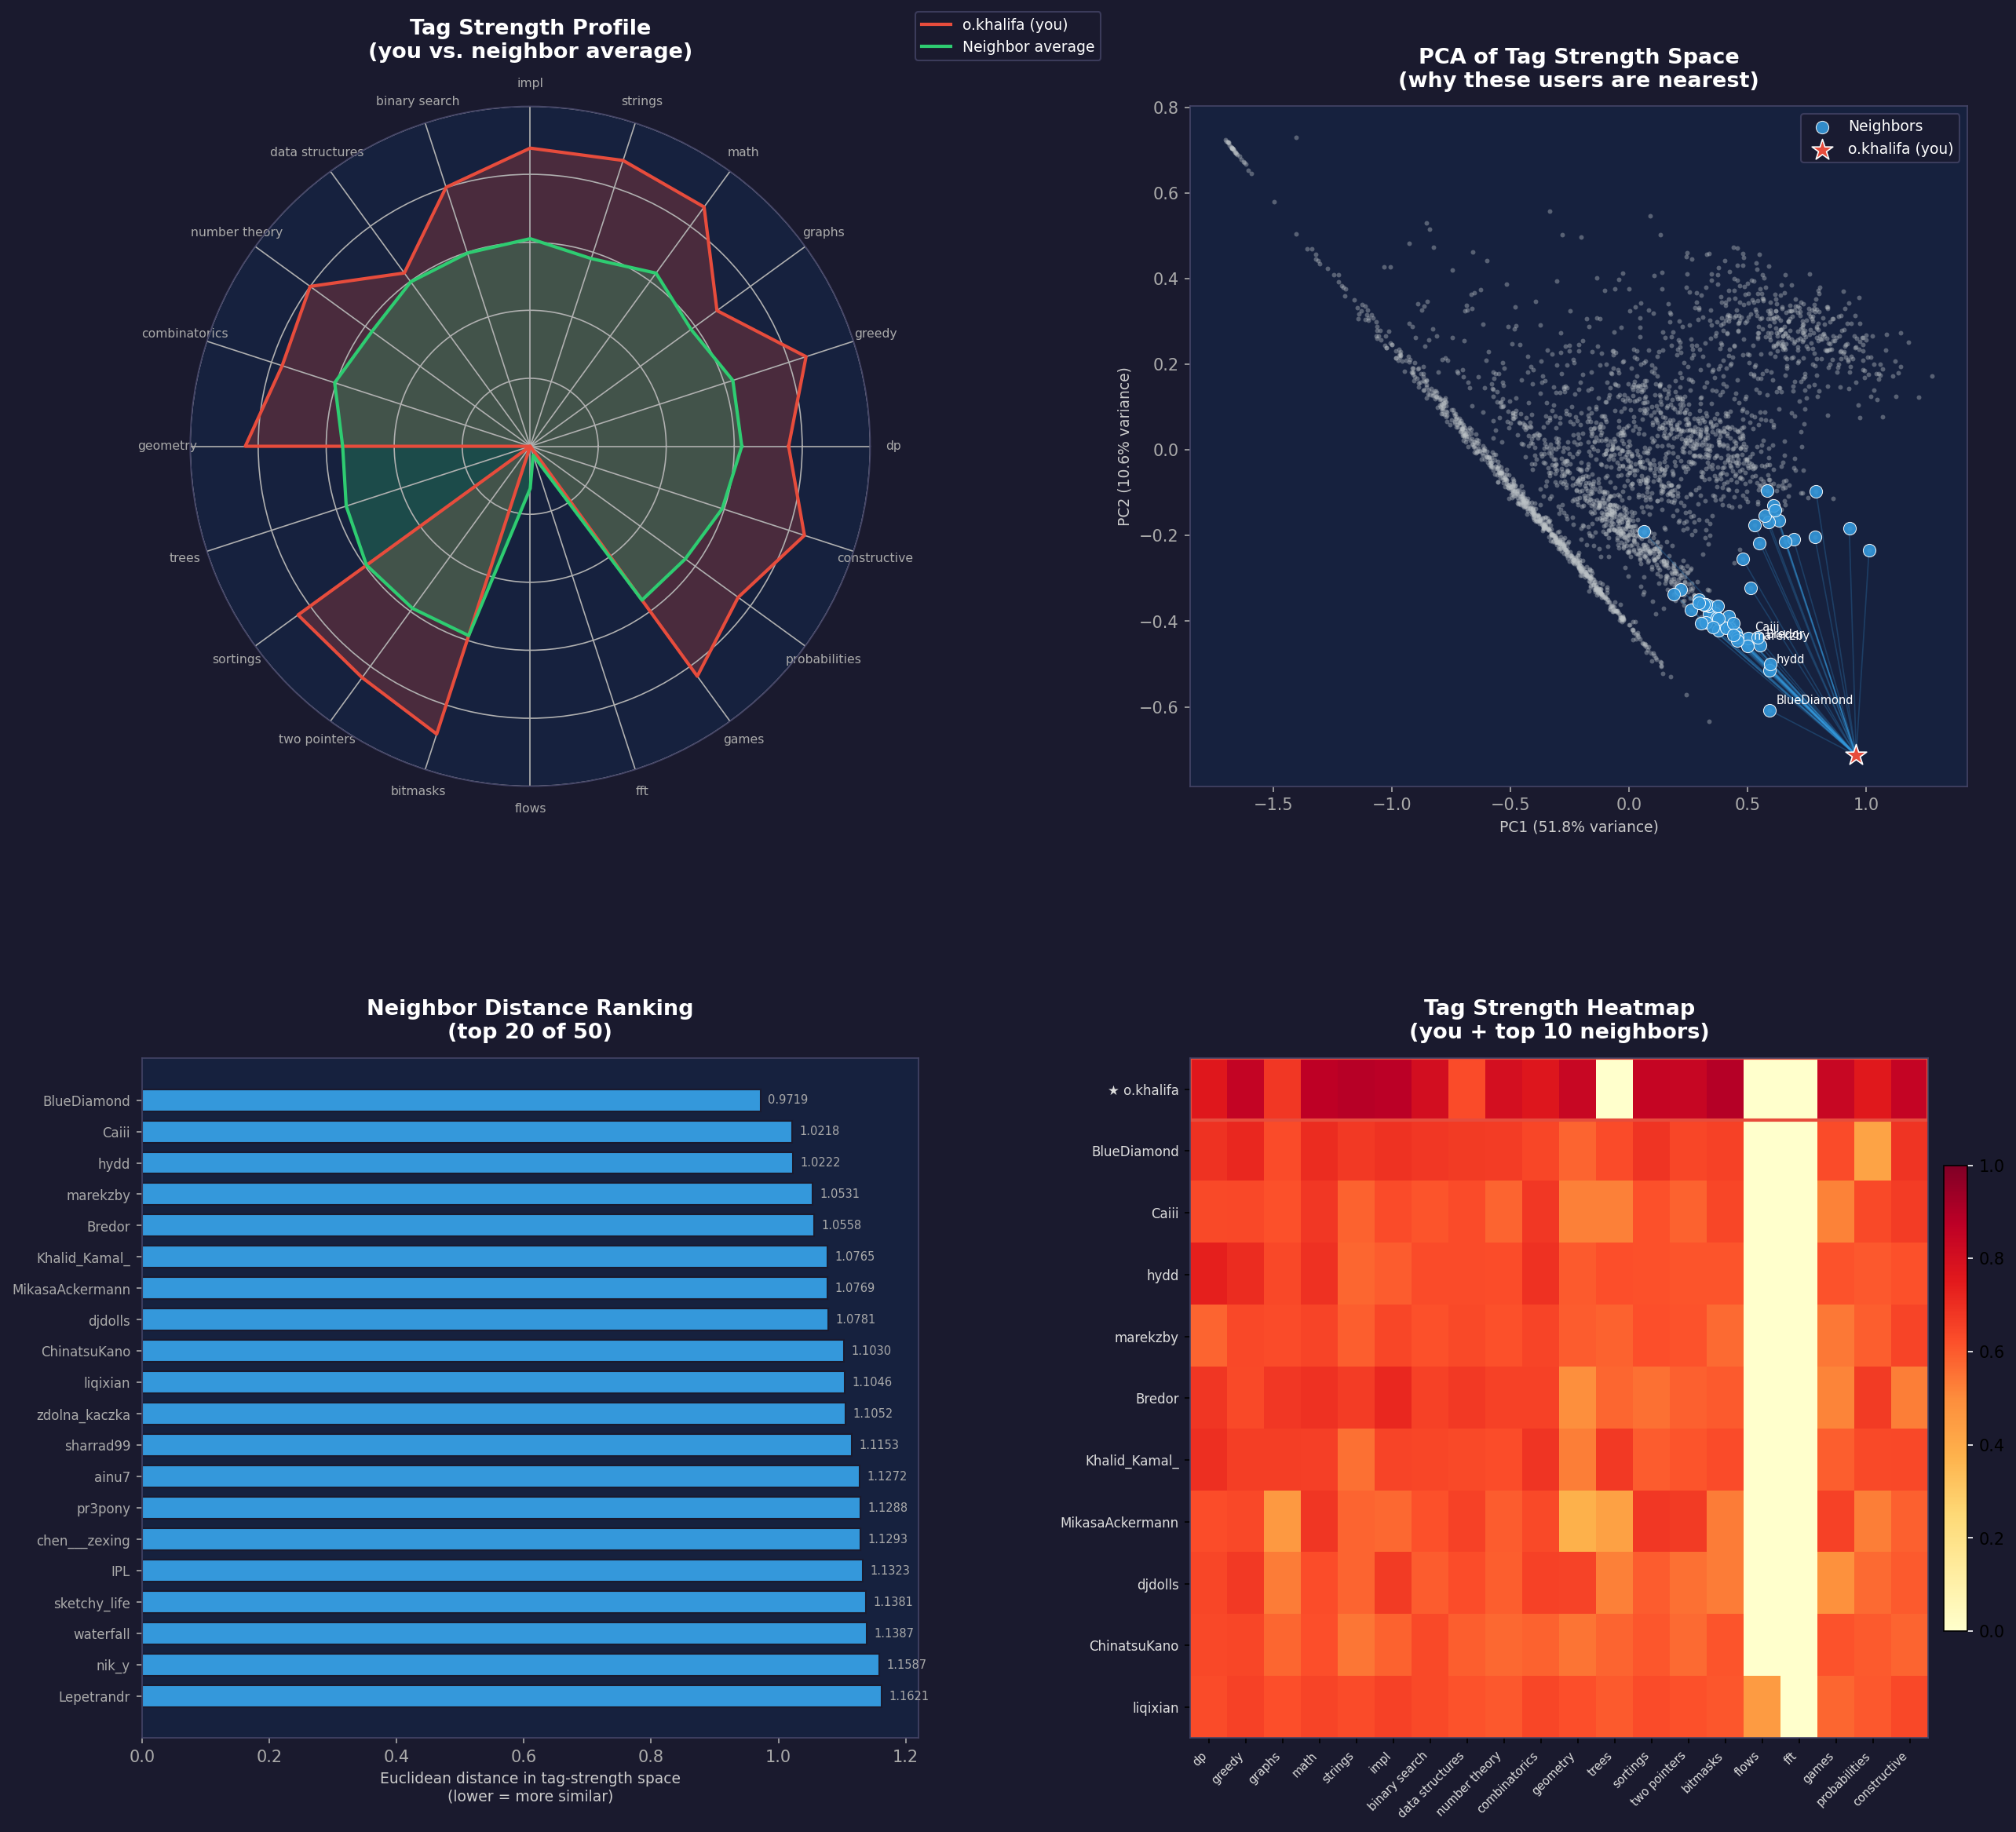 Tag Strength Profile
(you vs. neighbor average)
o.khalifa (you)
Neighbor average
impl
binary search
strings
data structures
math
number theory
graphs
combinatorics
greedy
geometry
dp
trees
constructive
sortings
probabilities
two pointers
games
bitmasks
fft
flows
PCA of Tag Strength Space
(why these users are nearest)
Neighbors
o.khalifa (you)
0.8
0.6
0.4
0.2
0.0
−0.2
−0.4
−0.6
PC2 (10.6% variance)
Caiii
Bredor
marekzby
hydd
BlueDiamond
−1.5
−1.0
−0.5
0.0
0.5
1.0
PC1 (51.8% variance)
Neighbor Distance Ranking
(top 20 of 50)
BlueDiamond 0.9719
Caiii 1.0218
hydd 1.0222
marekzby 1.0531
Bredor 1.0558
Khalid_Kamal_ 1.0765
MikasaAckermann 1.0769
djdolls 1.0781
ChinatsuKano 1.1030
liqixian 1.1046
zdolna_kaczka 1.1052
sharrad99 1.1153
ainu7 1.1272
pr3pony 1.1288
chen___zexing 1.1293
IPL 1.1323
sketchy_life 1.1381
waterfall 1.1387
nik_y 1.1587
Lepetrandr 1.1621
0.0
0.2
0.4
0.6
0.8
1.0
1.2
Euclidean distance in tag-strength space
(lower = more similar)
Tag Strength Heatmap
(you + top 10 neighbors)
★ o.khalifa
BlueDiamond
Caiii
hydd
marekzby
Bredor
Khalid_Kamal_
MikasaAckermann
djdolls
ChinatsuKano
liqixian
dp
greedy
graphs
math
strings
impl
binary search
data structures
number theory
combinatorics
geometry
trees
sortings
two pointers
bitmasks
flows
fft
games
probabilities
constructive
1.0
0.8
0.6
0.4
0.2
0.0